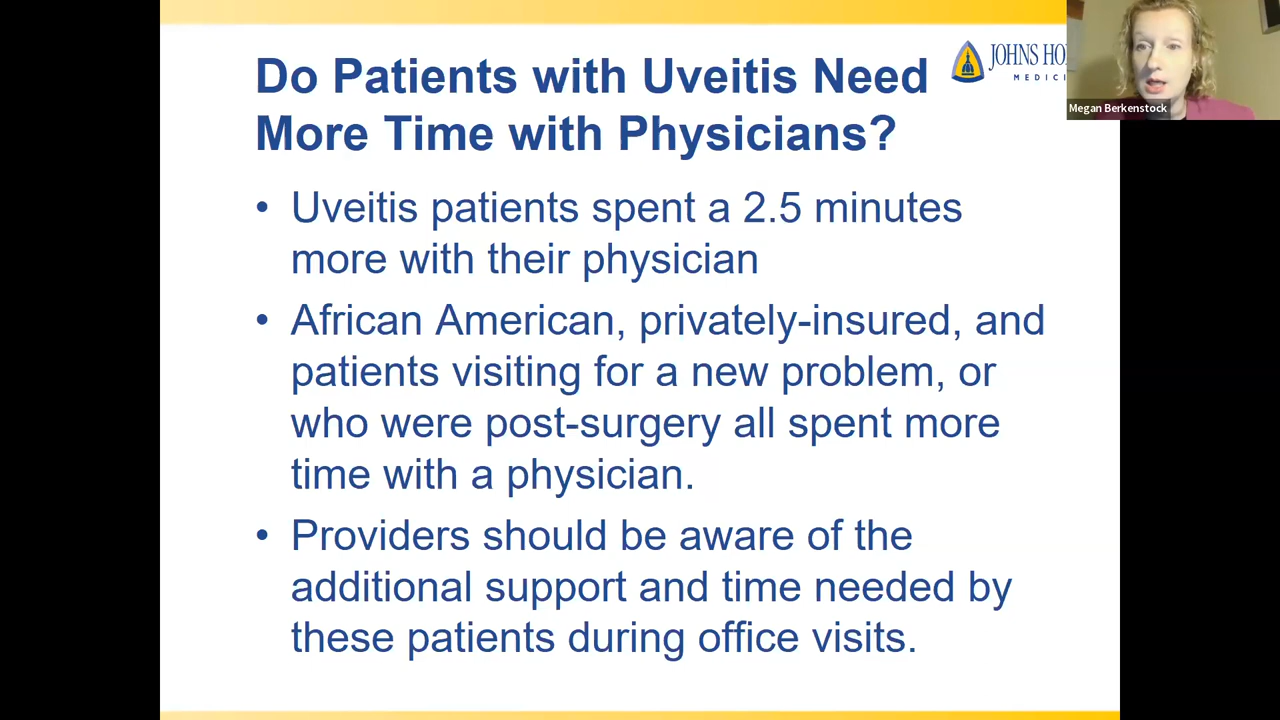 Do Patients with Uveitis Need
More Time with Physicians?
JOHNS
MEDICI
Megan Berkenstock
• Uveitis patients spent a 2.5 minutes
more with their physician
• African American, privately-insured, and
patients visiting for a new problem, or
who were post-surgery all spent more
time with a physician.
• Providers should be aware of the
additional support and time needed by
these patients during office visits.